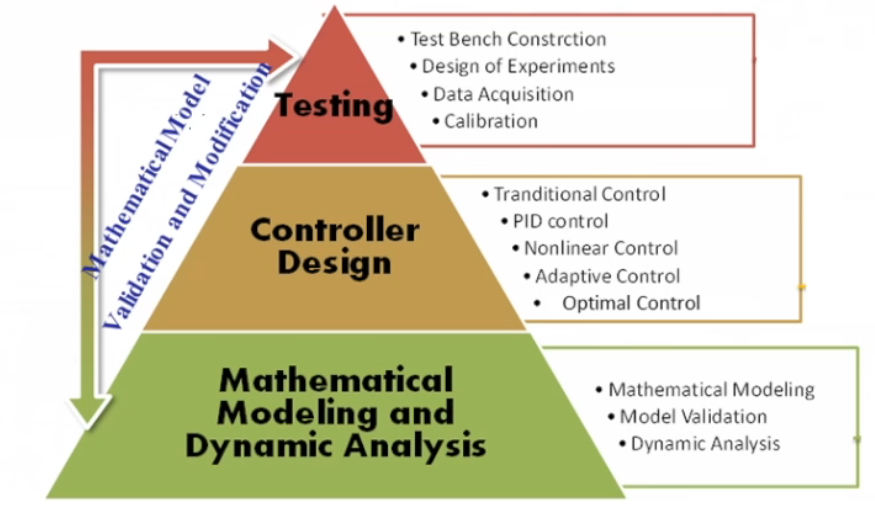 Mathematical Model
Validation and Modification
Testing
• Test Bench Constrction
• Design of Experiments
• Data Acquisition
• Calibration
Controller
Design
• Tranditional Control
• PID control
• Nonlinear Control
• Adaptive Control
• Optimal Control
Mathematical
Modeling and
Dynamic Analysis
• Mathematical Modeling
• Model Validation
• Dynamic Analysis